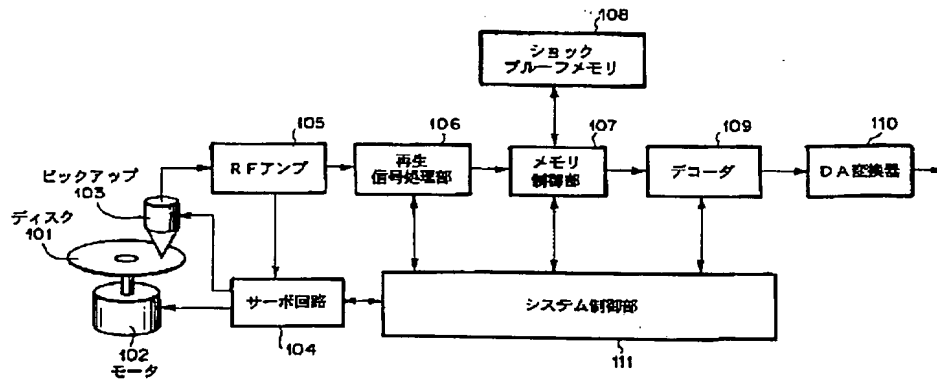 108
ショック
プルーフメモリ
105
106
107
109
110
RFアンプ
再生
信号処理部
メモリ
制御部
デコーダ
DA変換器
ピックアップ
103
ディスク
101
サーボ回路
104
システム制御部
111
102
モータ